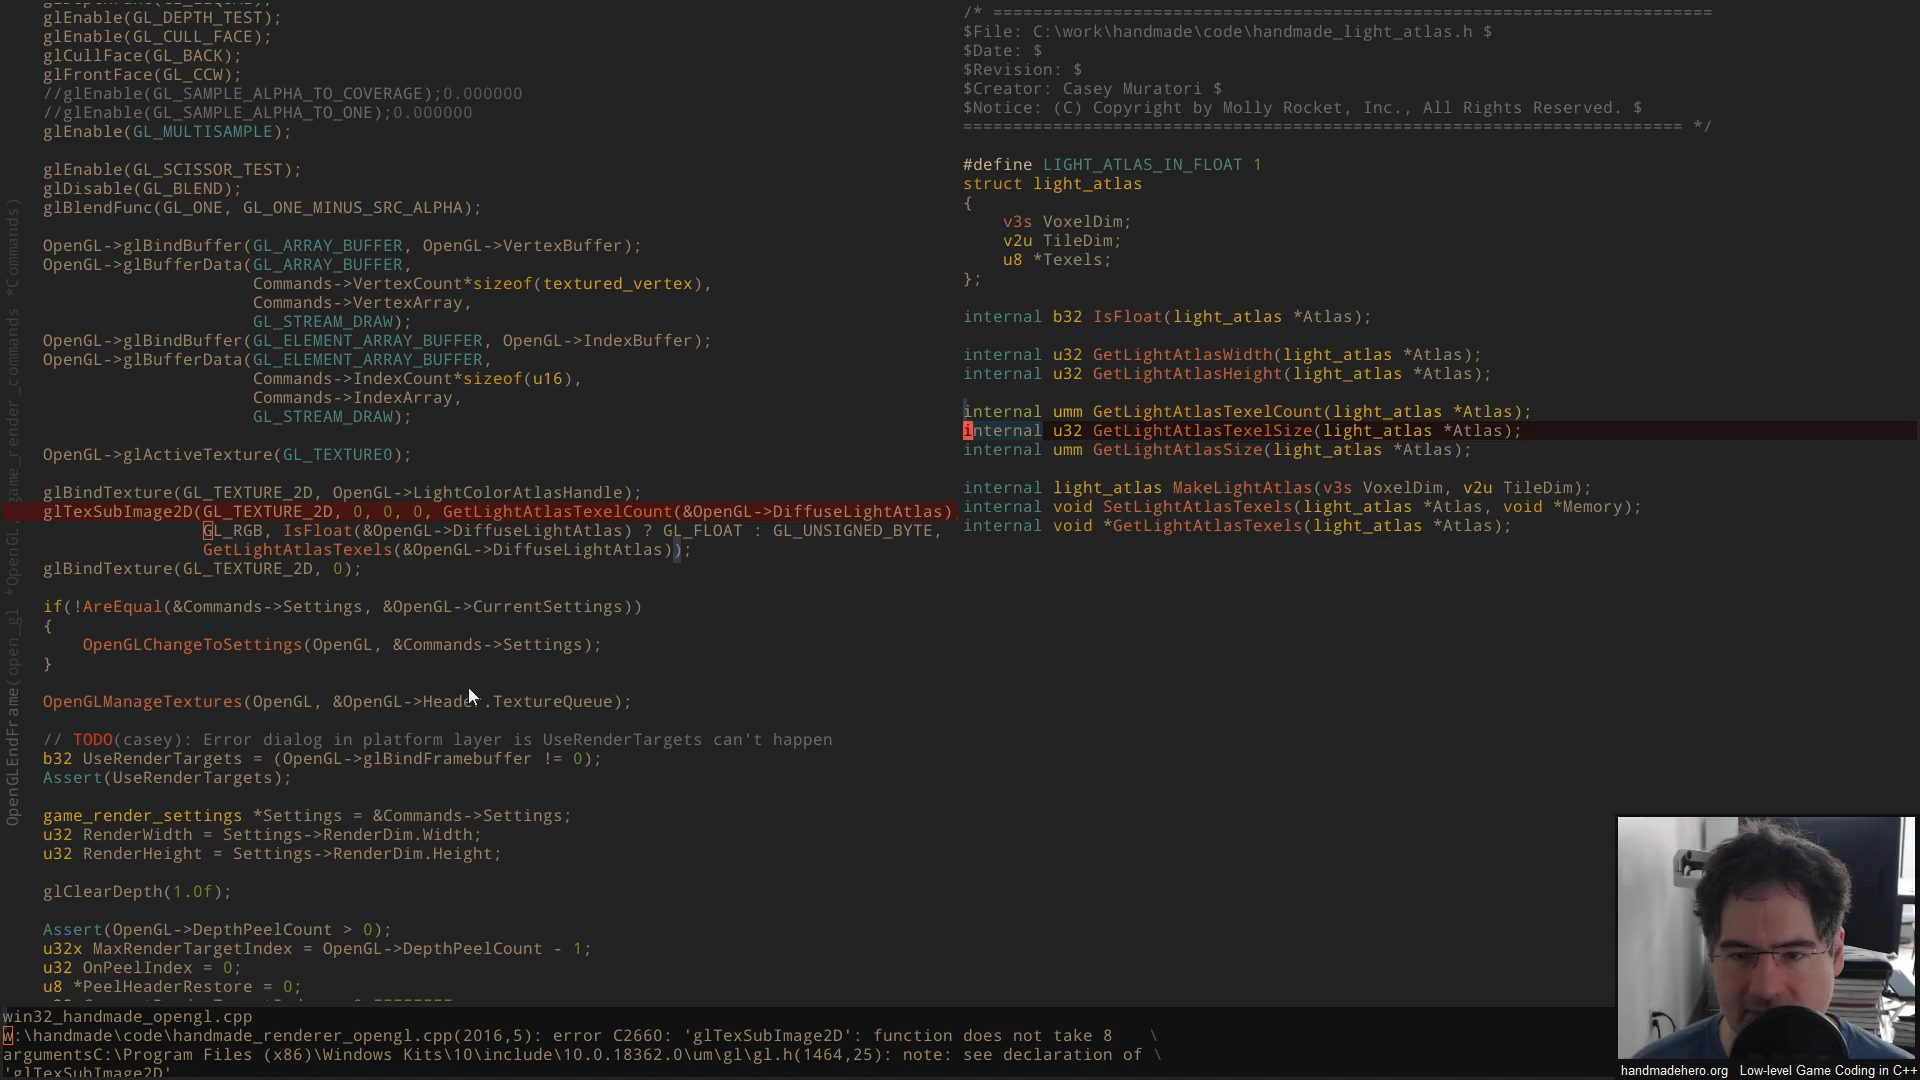 glEnable(GL_DEPTH_TEST);
glEnable(GL_CULL_FACE);
glCullFace(GL_BACK);
glFrontFace(GL_CCW);
//glEnable(GL_SAMPLE_ALPHA_TO_COVERAGE);0.000000
//glEnable(GL_SAMPLE_ALPHA_TO_ONE);0.000000
glEnable(GL_MULTISAMPLE);
glEnable(GL_SCISSOR_TEST);
glDisable(GL_BLEND);
glBlendFunc(GL_ONE, GL_ONE_MINUS_SRC_ALPHA);
OpenGL->glBindBuffer(GL_ARRAY_BUFFER, OpenGL->VertexBuffer);
OpenGL->glBufferData(GL_ARRAY_BUFFER,
Commands->VertexCount*sizeof(textured_vertex),
Commands->VertexArray,
GL_STREAM_DRAW);
OpenGL->glBindBuffer(GL_ELEMENT_ARRAY_BUFFER, OpenGL->IndexBuffer);
OpenGL->glBufferData(GL_ELEMENT_ARRAY_BUFFER,
Commands->IndexCount*sizeof(u16),
Commands->IndexArray,
GL_STREAM_DRAW);
OpenGL->glActiveTexture(GL_TEXTURE0);
glBindTexture(GL_TEXTURE_2D, OpenGL->LightColorAtlasHandle);
glTexSubImage2D(GL_TEXTURE_2D, 0, 0, 0, GetLightAtlasTexelCount(&OpenGL->DiffuseLightAtlas)
GL_RGB, IsFloat(&OpenGL->DiffuseLightAtlas) ? GL_FLOAT : GL_UNSIGNED_BYTE,
GetLightAtlasTexels(&OpenGL->DiffuseLightAtlas));
glBindTexture(GL_TEXTURE_2D, 0);
if(!AreEqual(&Commands->Settings, &OpenGL->CurrentSettings))
{
OpenGLChangeToSettings(OpenGL, &Commands->Settings);
}
OpenGLManageTextures(OpenGL, &OpenGL->Header.TextureQueue);
// TODO(casey): Error dialog in platform layer is UseRenderTargets can't happen
b32 UseRenderTargets = (OpenGL->glBindFramebuffer != 0);
Assert(UseRenderTargets);
game_render_settings *Settings = &Commands->Settings;
u32 RenderWidth = Settings->RenderDim.Width;
u32 RenderHeight = Settings->RenderDim.Height;
glClearDepth(1.0f);
Assert(OpenGL->DepthPeelCount > 0);
u32x MaxRenderTargetIndex = OpenGL->DepthPeelCount - 1;
u32 OnPeelIndex = 0;
u8 *PeelHeaderRestore = 0;
OpenGLEndFrame(open_gl *OpenGL, game_render_commands *Commands)
/* ========================================================================
$File: C:\work\handmade\code\handmade_light_atlas.h $
$Date: $
$Revision: $
$Creator: Casey Muratori $
$Notice: (C) Copyright by Molly Rocket, Inc., All Rights Reserved. $
======================================================================== */
#define LIGHT_ATLAS_IN_FLOAT 1
struct light_atlas
{
v3s VoxelDim;
v2u TileDim;
u8 *Texels;
};
internal b32 IsFloat(light_atlas *Atlas);
internal u32 GetLightAtlasWidth(light_atlas *Atlas);
internal u32 GetLightAtlasHeight(light_atlas *Atlas);
internal umm GetLightAtlasTexelCount(light_atlas *Atlas);
internal u32 GetLightAtlasTexelSize(light_atlas *Atlas);
internal umm GetLightAtlasSize(light_atlas *Atlas);
internal light_atlas MakeLightAtlas(v3s VoxelDim, v2u TileDim);
internal void SetLightAtlasTexels(light_atlas *Atlas, void *Memory);
internal void *GetLightAtlasTexels(light_atlas *Atlas);
win32_handmade_opengl.cpp
w:\handmade\code\handmade_renderer_opengl.cpp(2016,5): error C2660: 'glTexSubImage2D': function does not take 8 \
argumentsC:\Program Files (x86)\Windows Kits\10\include\10.0.18362.0\um\gl\gl.h(1464,25): note: see declaration of \
'glTexSubImage2D'
handmadehero.org Low-level Game Coding in C++